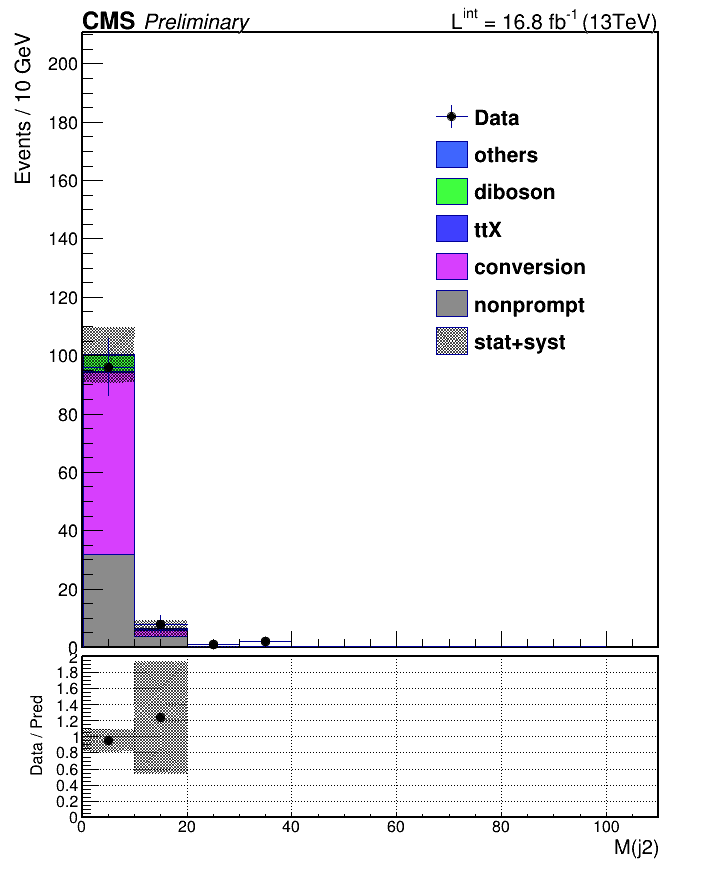 CMS Preliminary
L^int = 16.8 fb^-1 (13TeV)
Events / 10 GeV
200
180
160
140
120
100
80
60
40
20
0
Data
others
diboson
ttX
conversion
nonprompt
stat+syst
Data / Pred
2
1.8
1.6
1.4
1.2
1
0.8
0.6
0.4
0.2
0
0 20 40 60 80 100
M(j2)